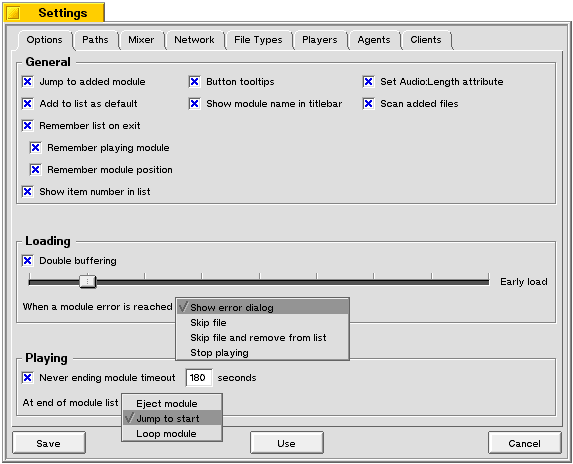 Settings
Options Paths Mixer Network File Types Players Agents Clients
General
Jump to added module Button tooltips Set Audio:Length attribute
Add to list as default Show module name in titlebar Scan added files
Remember list on exit
Remember playing module
Remember module position
Show item number in list
Loading
Double buffering
Early load
When a module error is reached Show error dialog
Skip file
Skip file and remove from list
Stop playing
Playing
Never ending module timeout 180 seconds
At end of module list Eject module
Jump to start
Loop module
Save Use Cancel